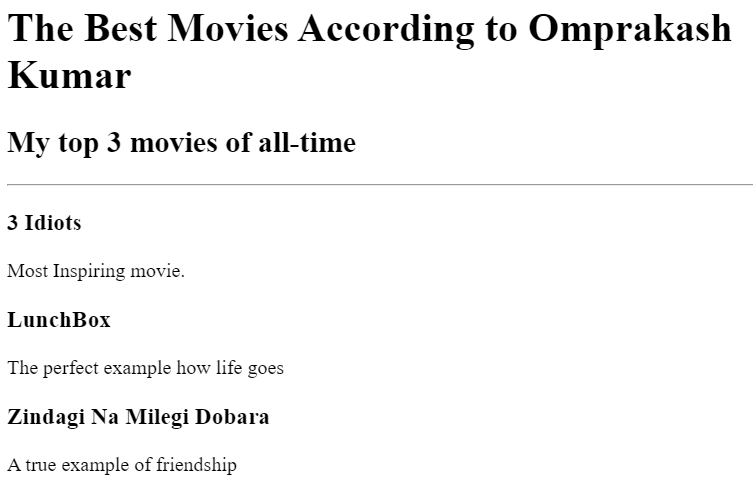 The Best Movies According to Omprakash
Kumar
My top 3 movies of all-time
3 Idiots
Most Inspiring movie.
LunchBox
The perfect example how life goes
Zindagi Na Milegi Dobara
A true example of friendship